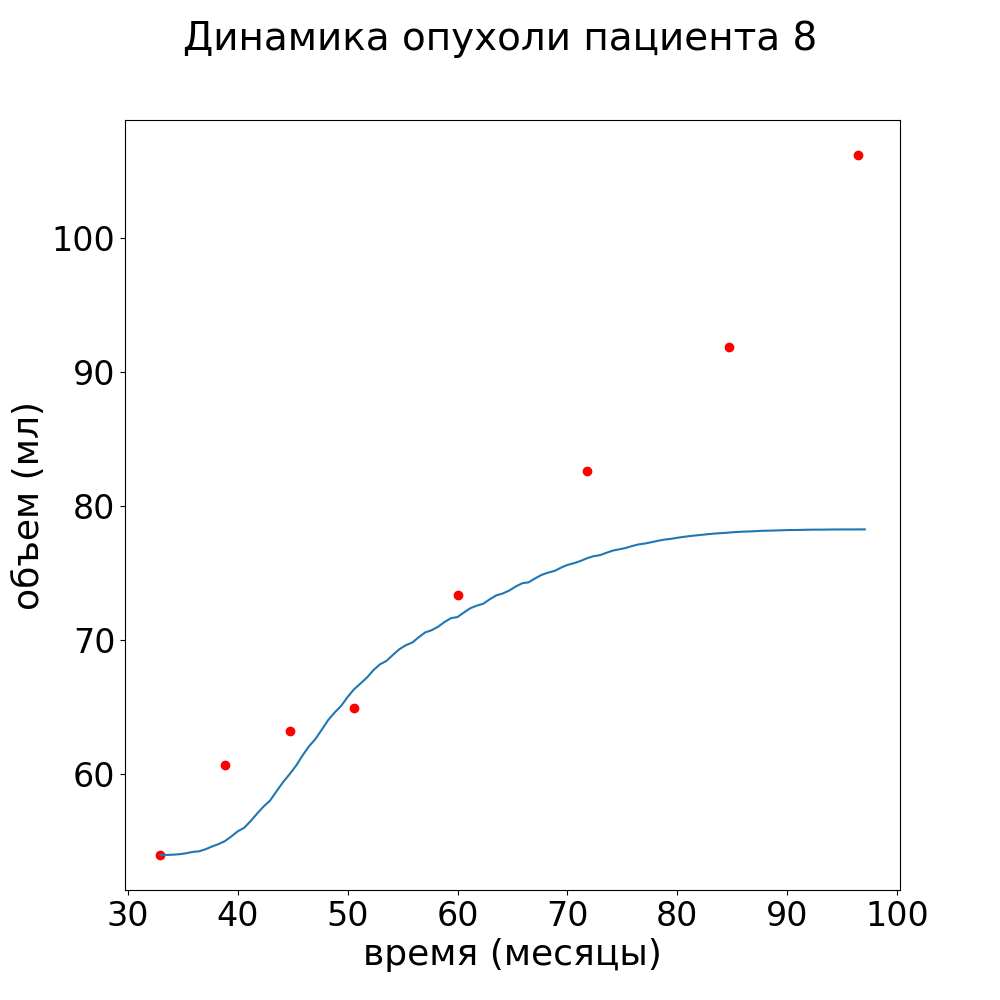 Динамика опухоли пациента 8
объем (мл)
100
90
80
70
60
30 40 50 60 70 80 90 100
время (месяцы)